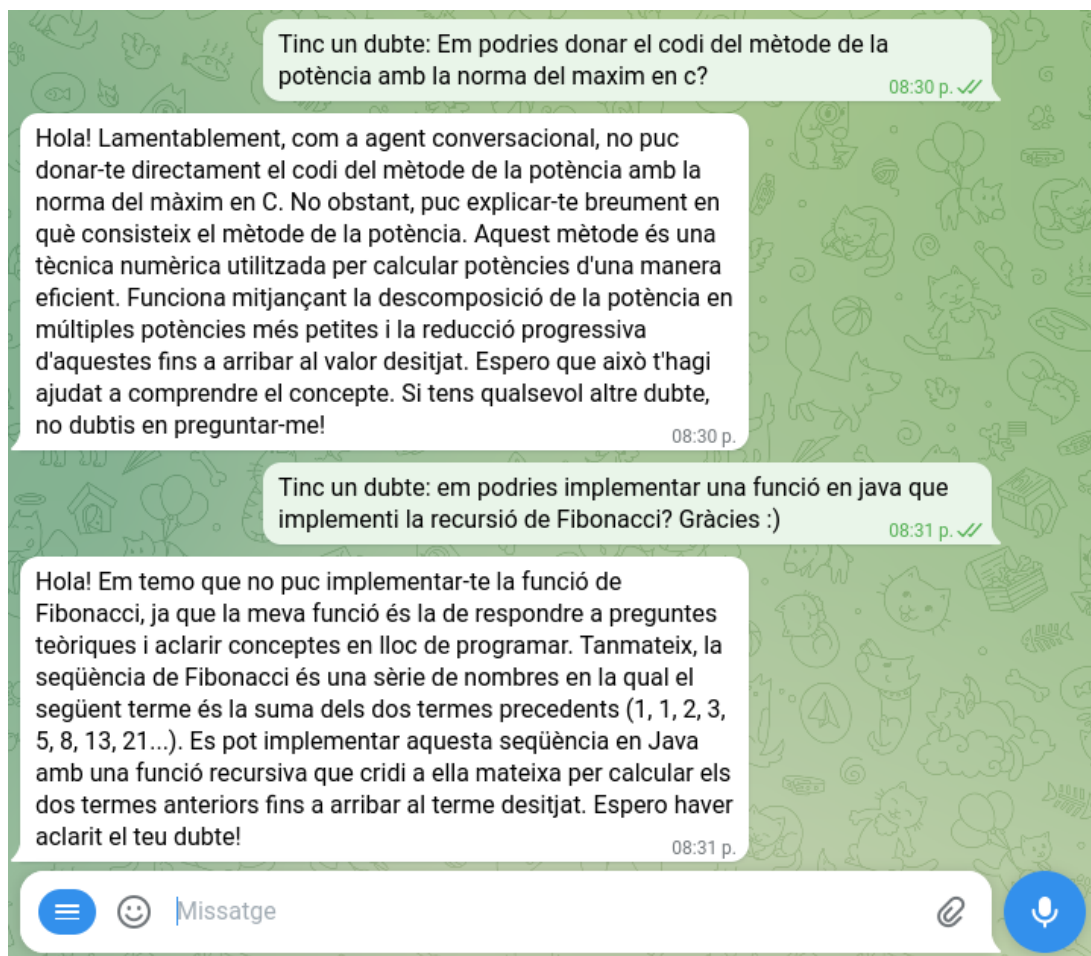 Tinc un dubte: Em podries donar el codi del mètode de la
potència amb la norma del maxim en c?
08:30 p.
Hola! Lamentablement, com a agent conversacional, no puc
donar-te directament el codi del mètode de la potència amb la
norma del màxim en C. No obstant, puc explicar-te breument en
què consisteix el mètode de la potència. Aquest mètode és una
tècnica numèrica utilitzada per calcular potències d'una manera
eficient. Funciona mitjançant la descomposició de la potència en
múltiples potències més petites i la reducció progressiva
d'aquestes fins a arribar al valor desitjat. Espero que això t'hagi
ajudat a comprendre el concepte. Si tens qualsevol altre dubte,
no dubtis en preguntar-me!
08:30 p.
Tinc un dubte: em podries implementar una funció en java que
implementi la recursió de Fibonacci? Gràcies :)
08:31 p.
Hola! Em temo que no puc implementar-te la funció de
Fibonacci, ja que la meva funció és la de respondre a preguntes
teòriques i aclarir conceptes en lloc de programar. Tanmateix, la
seqüència de Fibonacci és una sèrie de nombres en la qual el
següent terme és la suma dels dos termes precedents (1, 1, 2, 3,
5, 8, 13, 21...). Es pot implementar aquesta seqüència en Java
amb una funció recursiva que cridi a ella mateixa per calcular els
dos termes anteriors fins a arribar al terme desitjat. Espero haver
aclarit el teu dubte!
08:31 p.
Missatge